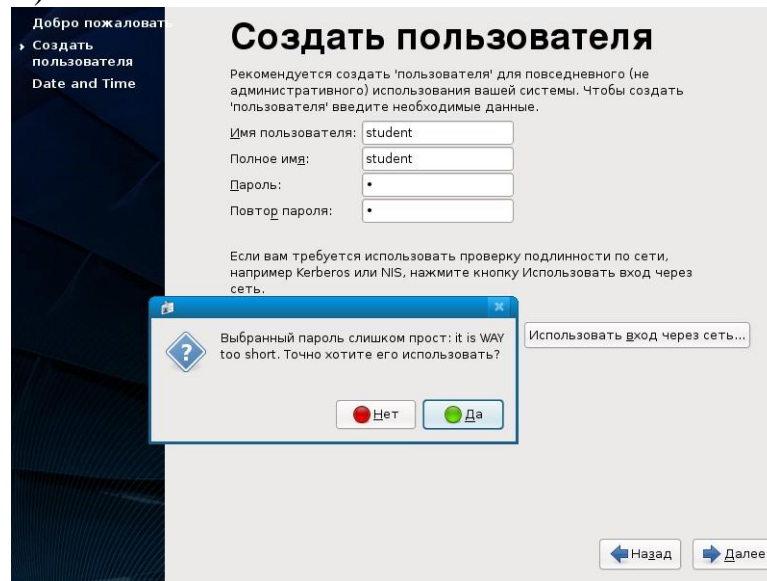 Добро пожаловат
Создать
пользователя
Date and Time
Создать пользователя
Рекомендуется создать 'пользователя' для повседневного (не
административного) использования вашей системы. Чтобы создать
'пользователя' введите необходимые данные.
Имя пользователя: student
Полное имя: student
Пароль: •
Повтор пароля: •
Если вам требуется использовать проверку подлинности по сети,
например Kerberos или NIS, нажмите кнопку Использовать вход через
сеть.
Использовать вход через сеть...
Выбранный пароль слишком прост: it is WAY
too short. Точно хотите его использовать?
Нет
Да
Назад
Далее